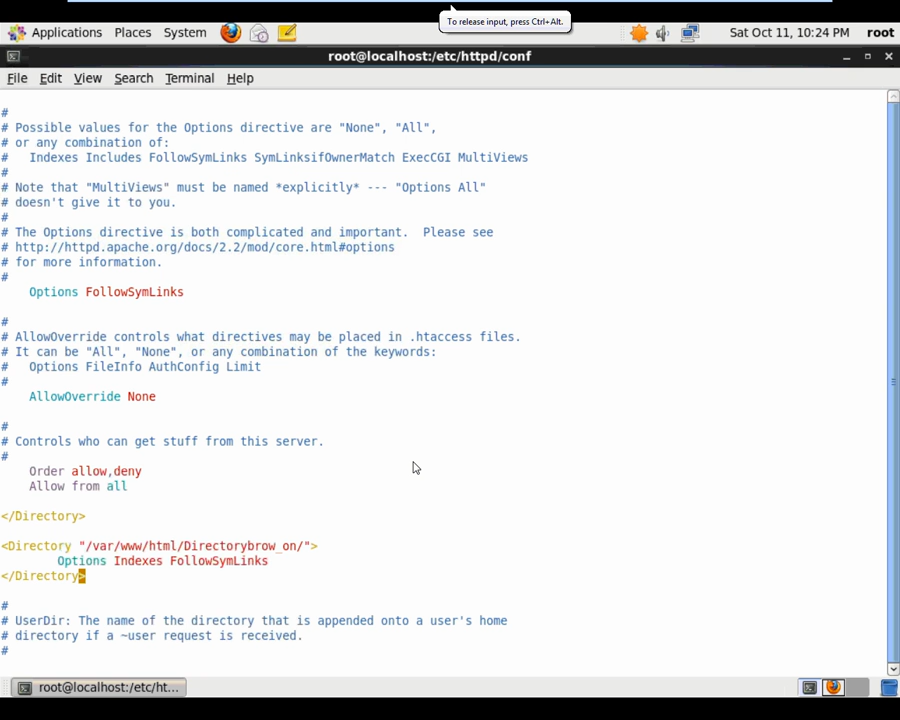 To release input, press Ctrl+Alt.
Applications Places System Sat Oct 11, 10:24 PM root
root@localhost:/etc/httpd/conf
File Edit View Search Terminal Help
#
# Possible values for the Options directive are "None", "All",
# or any combination of:
#   Indexes Includes FollowSymLinks SymLinksifOwnerMatch ExecCGI MultiViews
#
# Note that "MultiViews" must be named *explicitly* --- "Options All"
# doesn't give it to you.
#
# The Options directive is both complicated and important.  Please see
# http://httpd.apache.org/docs/2.2/mod/core.html#options
# for more information.
#
    Options FollowSymLinks
#
# AllowOverride controls what directives may be placed in .htaccess files.
# It can be "All", "None", or any combination of the keywords:
#   Options FileInfo AuthConfig Limit
#
    AllowOverride None
#
# Controls who can get stuff from this server.
#
    Order allow,deny
    Allow from all
</Directory>
<Directory "/var/www/html/Directorybrow_on/">
        Options Indexes FollowSymLinks
</Directory>
#
# UserDir: The name of the directory that is appended onto a user's home
# directory if a ~user request is received.
#
root@localhost:/etc/ht...